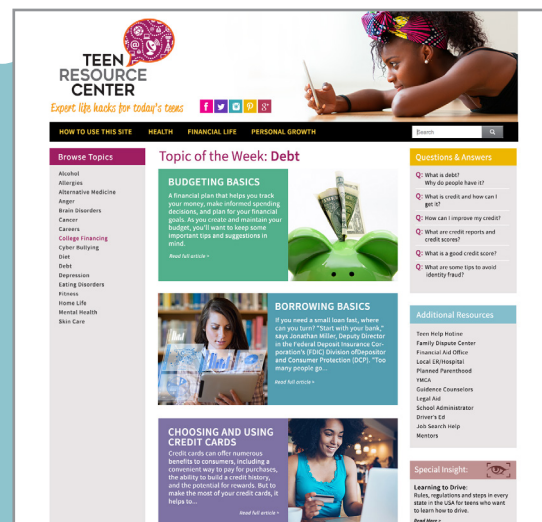 TEEN
RESOURCE
CENTER
Expert life hacks for today's teens
HOW TO USE THIS SITE HEALTH FINANCIAL LIFE PERSONAL GROWTH
Search
Browse Topics
Alcohol
Allergies
Alternative Medicine
Anger
Brain Disorders
Cancer
Careers
College Financing
Cyber Bullying
Diet
Debt
Depression
Eating Disorders
Fitness
Home Life
Mental Health
Skin Care
Topic of the Week: Debt
BUDGETING BASICS
A financial plan that helps you track
your money, make informed spending
decisions, and plan for your financial
goals. As you create and maintain your
budget, you'll want to keep some
important tips and suggestions in
mind.
Read full article »
BORROWING BASICS
If you need a small loan fast, where
can you turn? "Start with your bank,"
says Jonathan Miller, Deputy Director
in the Federal Deposit Insurance Cor-
poration's (FDIC) Division ofDepositor
and Consumer Protection (DCP). "Too
many people go...
Read full article »
CHOOSING AND USING
CREDIT CARDS
Credit cards can offer numerous
benefits to consumers, including a
convenient way to pay for purchases,
the ability to build a credit history,
and the potential for rewards. But to
make the most of your credit cards, it
helps to...
Read full article »
Questions & Answers
Q: What is debt?
Why do people have it?
Q: What is credit and how can I
get it?
Q: How can I improve my credit?
Q: What are credit reports and
credit scores?
Q: What is a good credit score?
Q: What are some tips to avoid
identity fraud?
Additional Resources
Teen Help Hotine
Family Dispute Center
Financial Aid Office
Local ER/Hospital
Planned Parenthood
YMCA
Guidence Counselors
Legal Aid
School Administrator
Driver's Ed
Job Search Help
Mentors
Special Insight:
Learning to Drive:
Rules, regulations and steps in every
state in the USA for teens who want
to learn how to drive.
Read More »